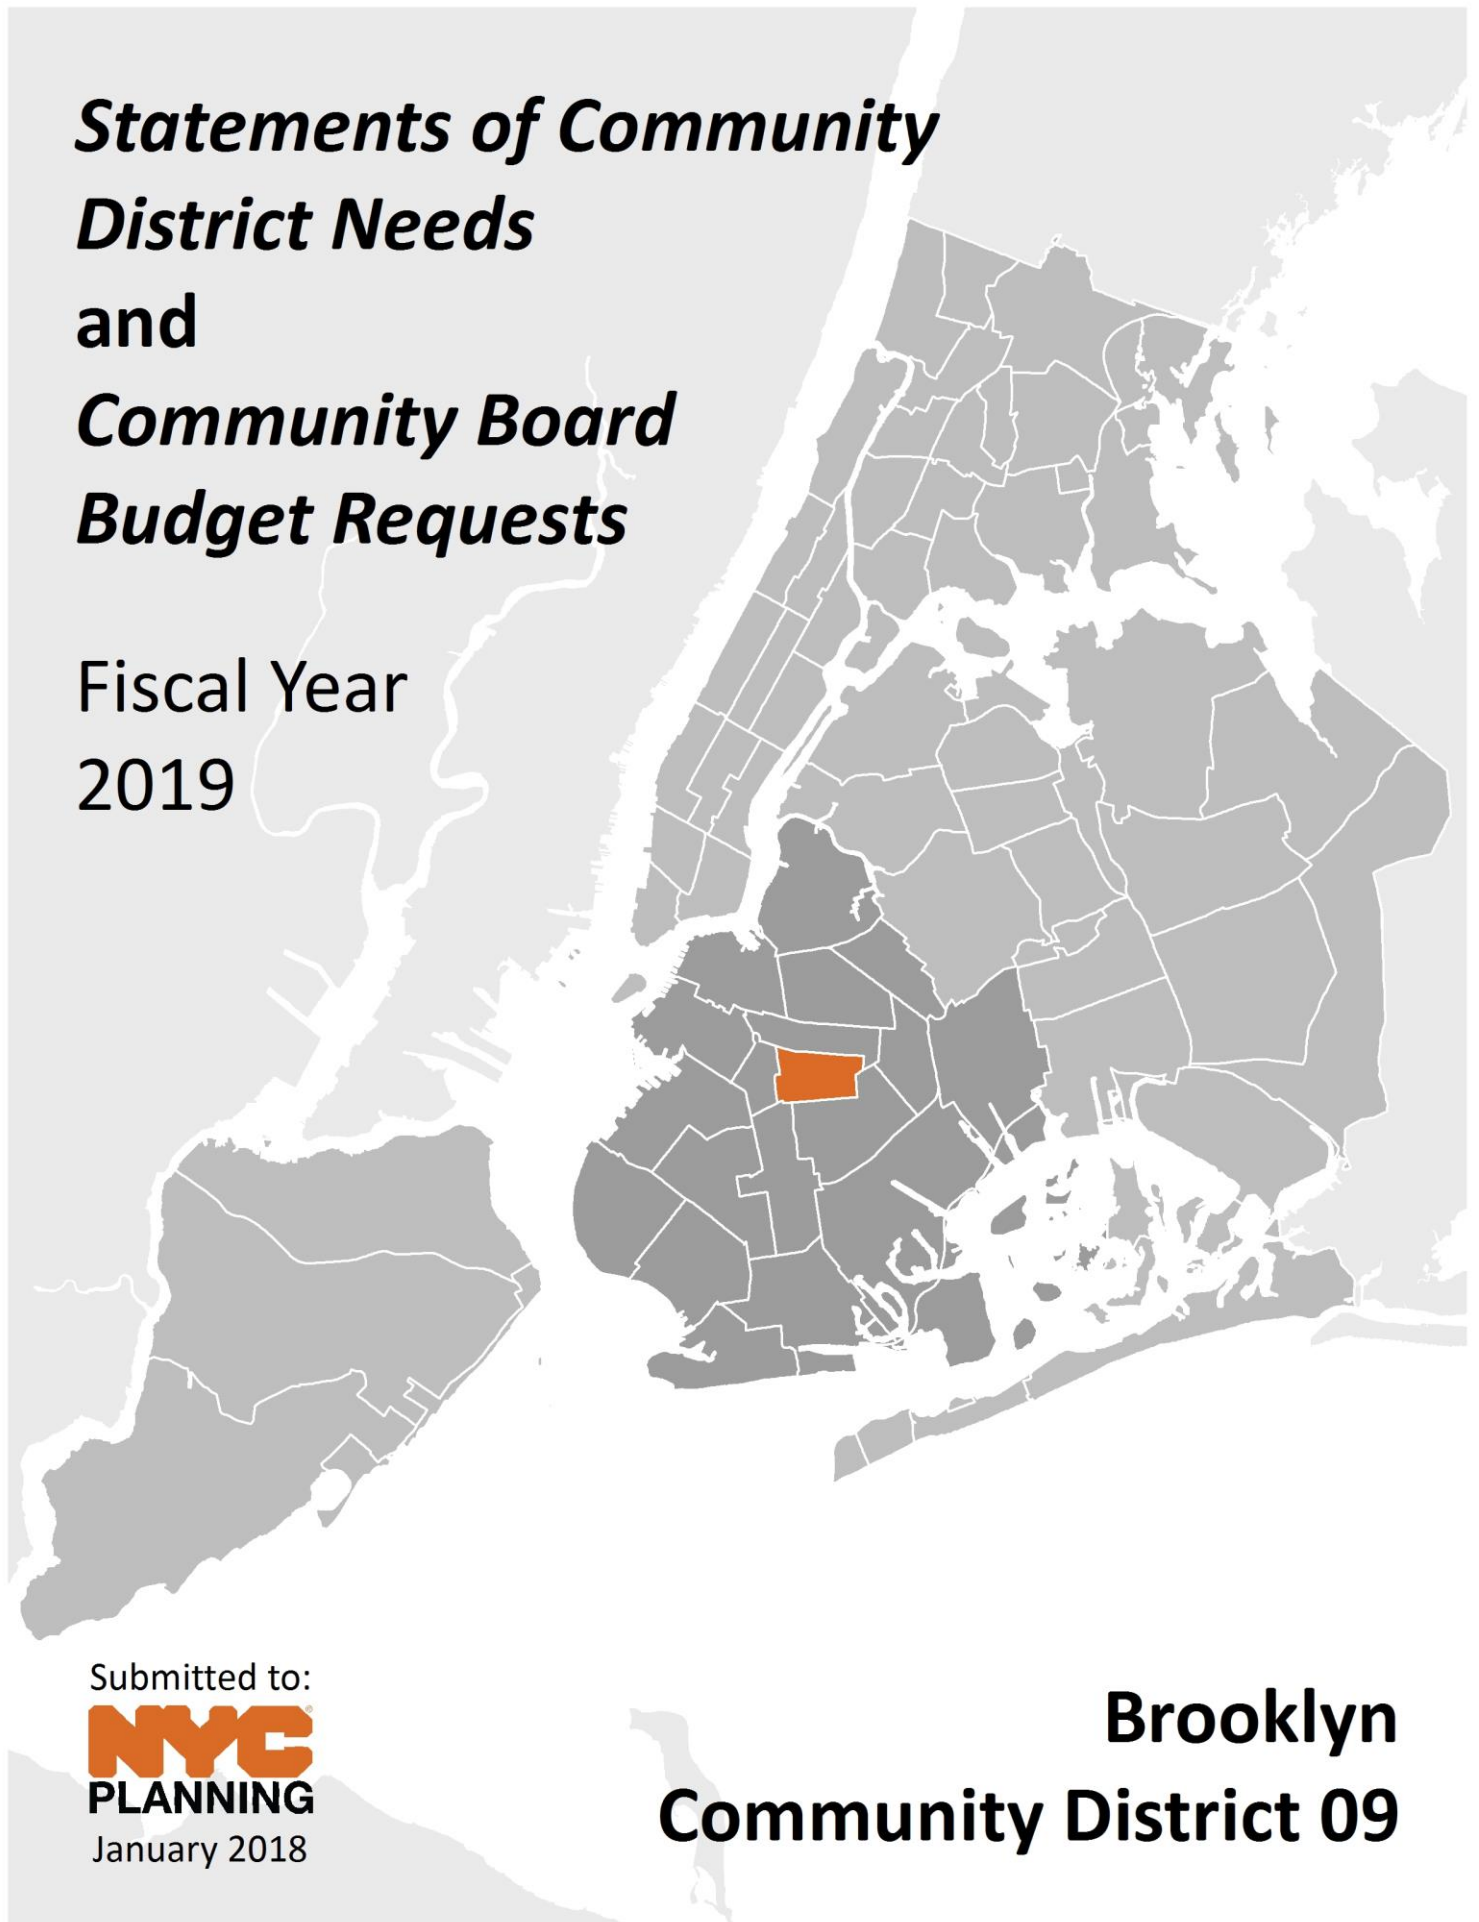 Statements of Community
District Needs
and
Community Board
Budget Requests
Fiscal Year
2019
Submitted to:
NYC
PLANNING
January 2018
Brooklyn
Community District 09